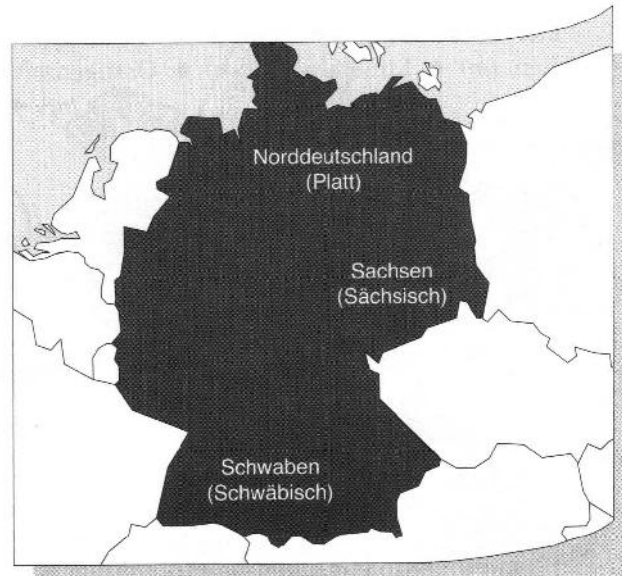 Norddeutschland
(Platt)
Sachsen
(Sächsisch)
Schwaben
(Schwäbisch)